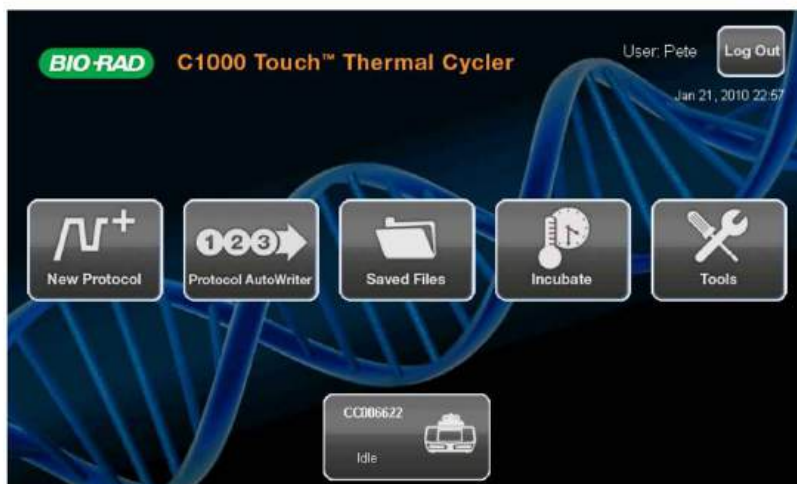 BIO-RAD
C1000 Touch™ Thermal Cycler
User: Pete
Log Out
Jan 21, 2010 22:57
New Protocol
123
Protocol AutoWriter
Saved Files
Incubate
Tools
CC006622
Idle